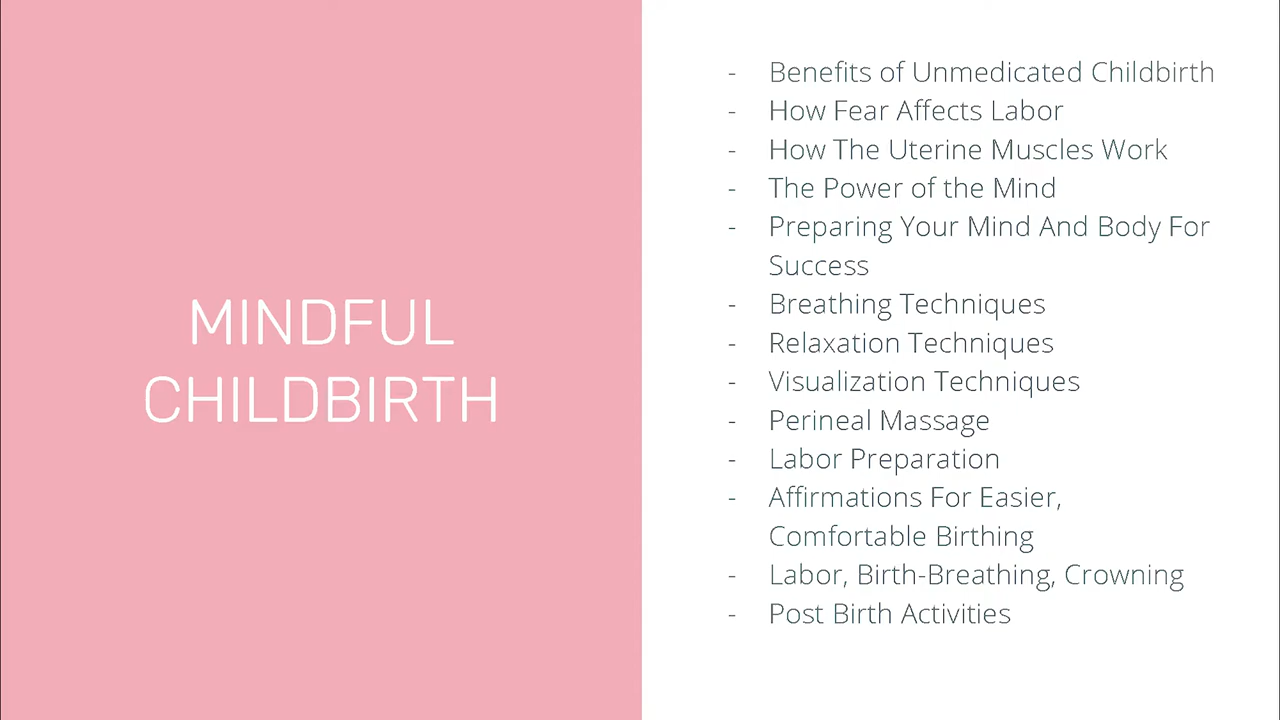 MINDFUL
CHILDBIRTH
- Benefits of Unmedicated Childbirth
- How Fear Affects Labor
- How The Uterine Muscles Work
- The Power of the Mind
- Preparing Your Mind And Body For
Success
- Breathing Techniques
- Relaxation Techniques
- Visualization Techniques
- Perineal Massage
- Labor Preparation
- Affirmations For Easier,
Comfortable Birthing
- Labor, Birth-Breathing, Crowning
- Post Birth Activities